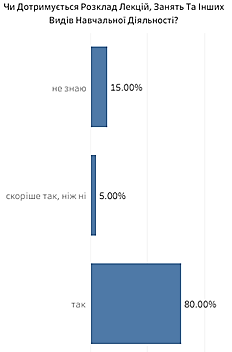 Чи Дотримується Розклад Лекцій, Занять Та Інших
Видів Навчальної Діяльності?
не знаю
15.00%
скоріше так, ніж ні
5.00%
так
80.00%